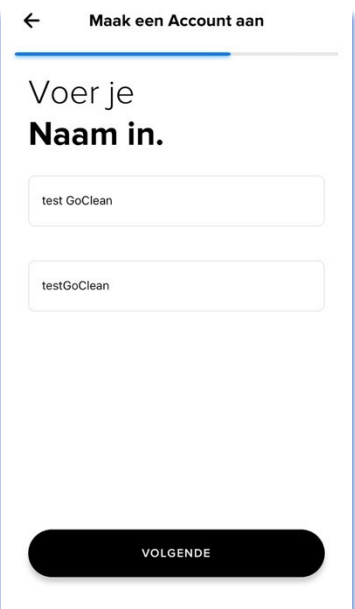 Maak een Account aan
Voer je
Naam in.
test GoClean
testGoClean
VOLGENDE